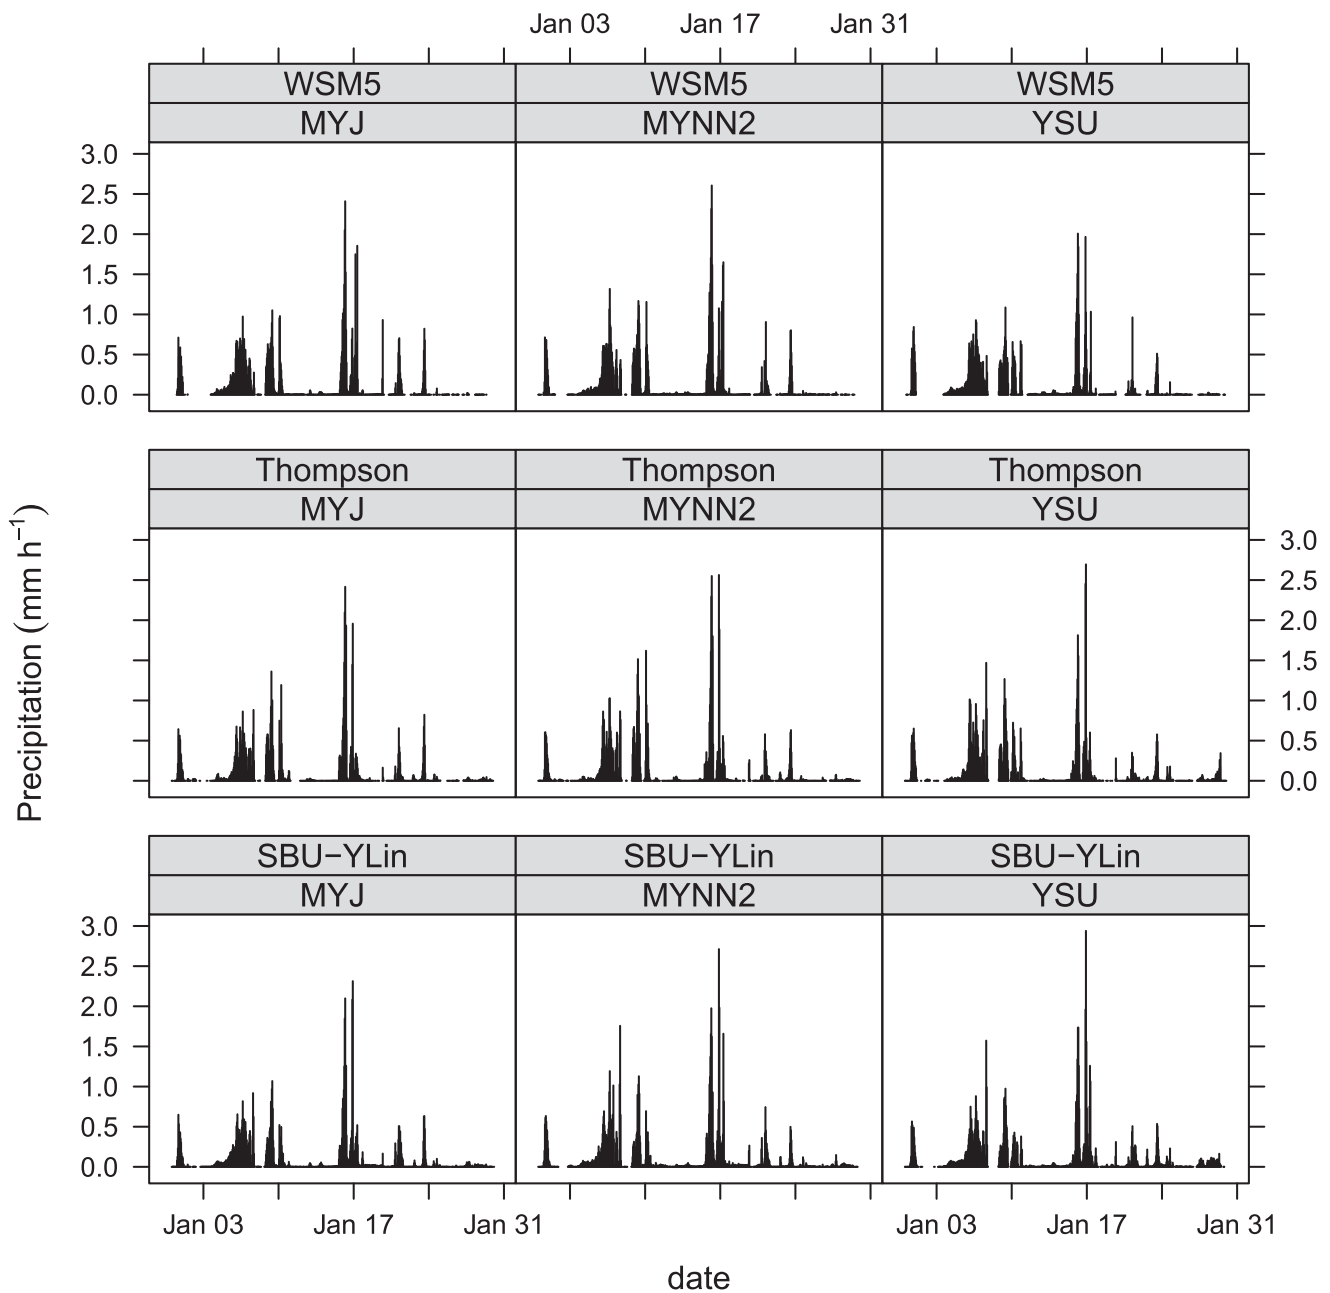 Jan 03 Jan 17 Jan 31
WSM5 WSM5 WSM5
MYJ MYNN2 YSU
3.0
2.5
2.0
1.5
1.0
0.5
0.0
Thompson Thompson Thompson
MYJ MYNN2 YSU
3.0
2.5
2.0
1.5
1.0
0.5
0.0
Precipitation (mm h⁻¹)
SBU−YLin SBU−YLin SBU−YLin
MYJ MYNN2 YSU
3.0
2.5
2.0
1.5
1.0
0.5
0.0
Jan 03 Jan 17 Jan 31 Jan 03 Jan 17 Jan 31
date